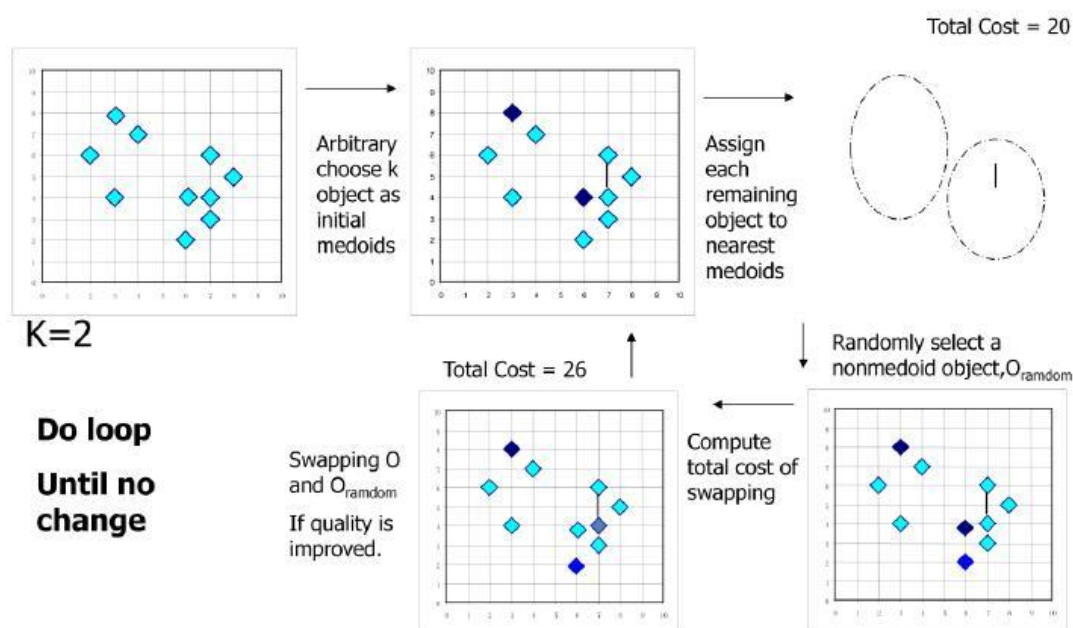 Total Cost = 20
Arbitrary
choose k
object as
initial
medoids
Assign
each
remaining
object to
nearest
medoids
K=2
Do loop
Until no
change
Total Cost = 26
Swapping O
and Oramdom
If quality is
improved.
Compute
total cost of
swapping
Randomly select a
nonmedoid object,Oramdom